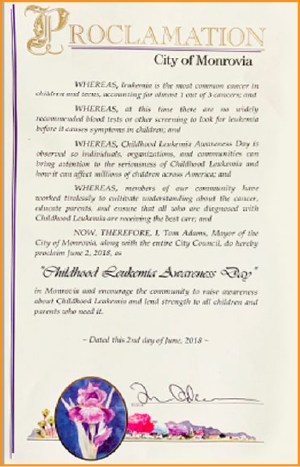 PROCLAMATION
City of Monrovia
WHEREAS, leukemia is the most common cancer in
children and teens, accounting for almost 1 out of 3 cancers; and
WHEREAS, at this time there are no widely
recommended blood tests or other screening to look for leukemia
before it causes symptoms in children; and
WHEREAS, Childhood Leukemia Awareness Day is
observed so individuals, organizations, and communities can
bring attention to the seriousness of Childhood Leukemia and
how it can affect millions of children across America; and
WHEREAS, members of our community have
worked tirelessly to cultivate understanding about the cancer,
educate parents, and ensure that all who are diagnosed with
Childhood Leukemia are receiving the best care; and
NOW, THEREFORE, I, Tom Adams, Mayor of the
City of Monrovia, along with the entire City Council, do hereby
proclaim June 2, 2018, as
"Childhood Leukemia Awareness Day"
in Monrovia and encourage the community to raise awareness
about Childhood Leukemia and lend strength to all children and
parents who need it.
~ Dated this 2nd day of June, 2018 ~